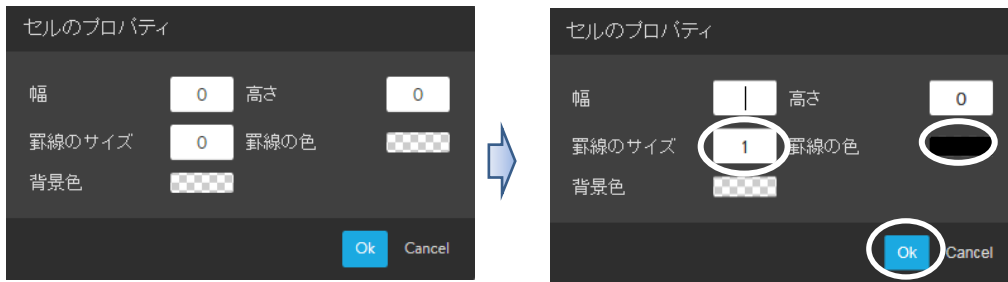 セルのプロパティ
幅 0 高さ 0
罫線のサイズ 0 罫線の色
背景色
Ok Cancel
セルのプロパティ
幅 高さ 0
罫線のサイズ 1 罫線の色
背景色
Ok Cancel